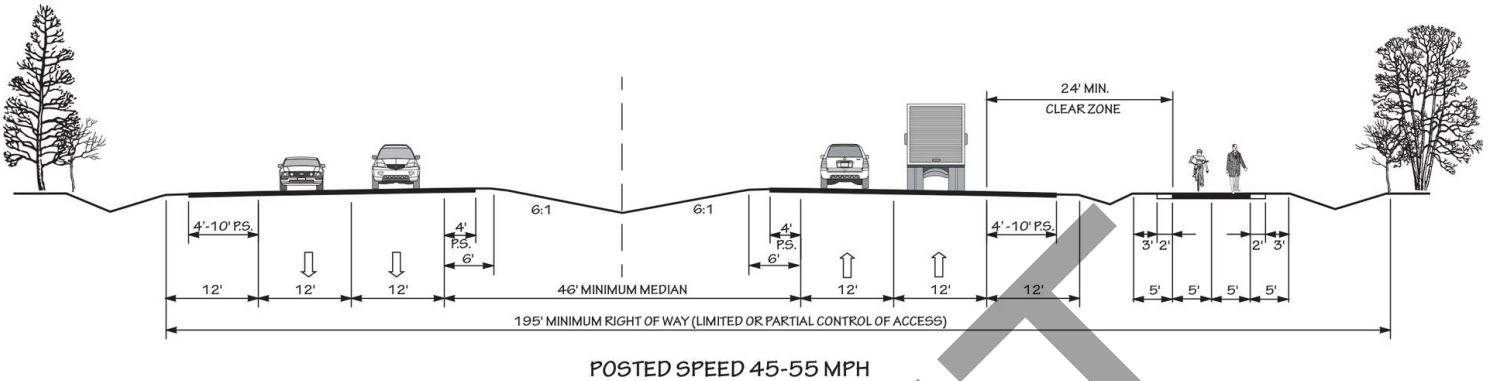 24' MIN.
CLEAR ZONE
6:1
6:1
4'-10' P.S.
4'
P.S.
6'
4'
P.S.
6'
4'-10' P.S.
3'
2'
2'
3'
12'
12'
12'
46' MINIMUM MEDIAN
12'
12'
12'
5'
5'
5'
5'
195' MINIMUM RIGHT OF WAY (LIMITED OR PARTIAL CONTROL OF ACCESS)
POSTED SPEED 45-55 MPH